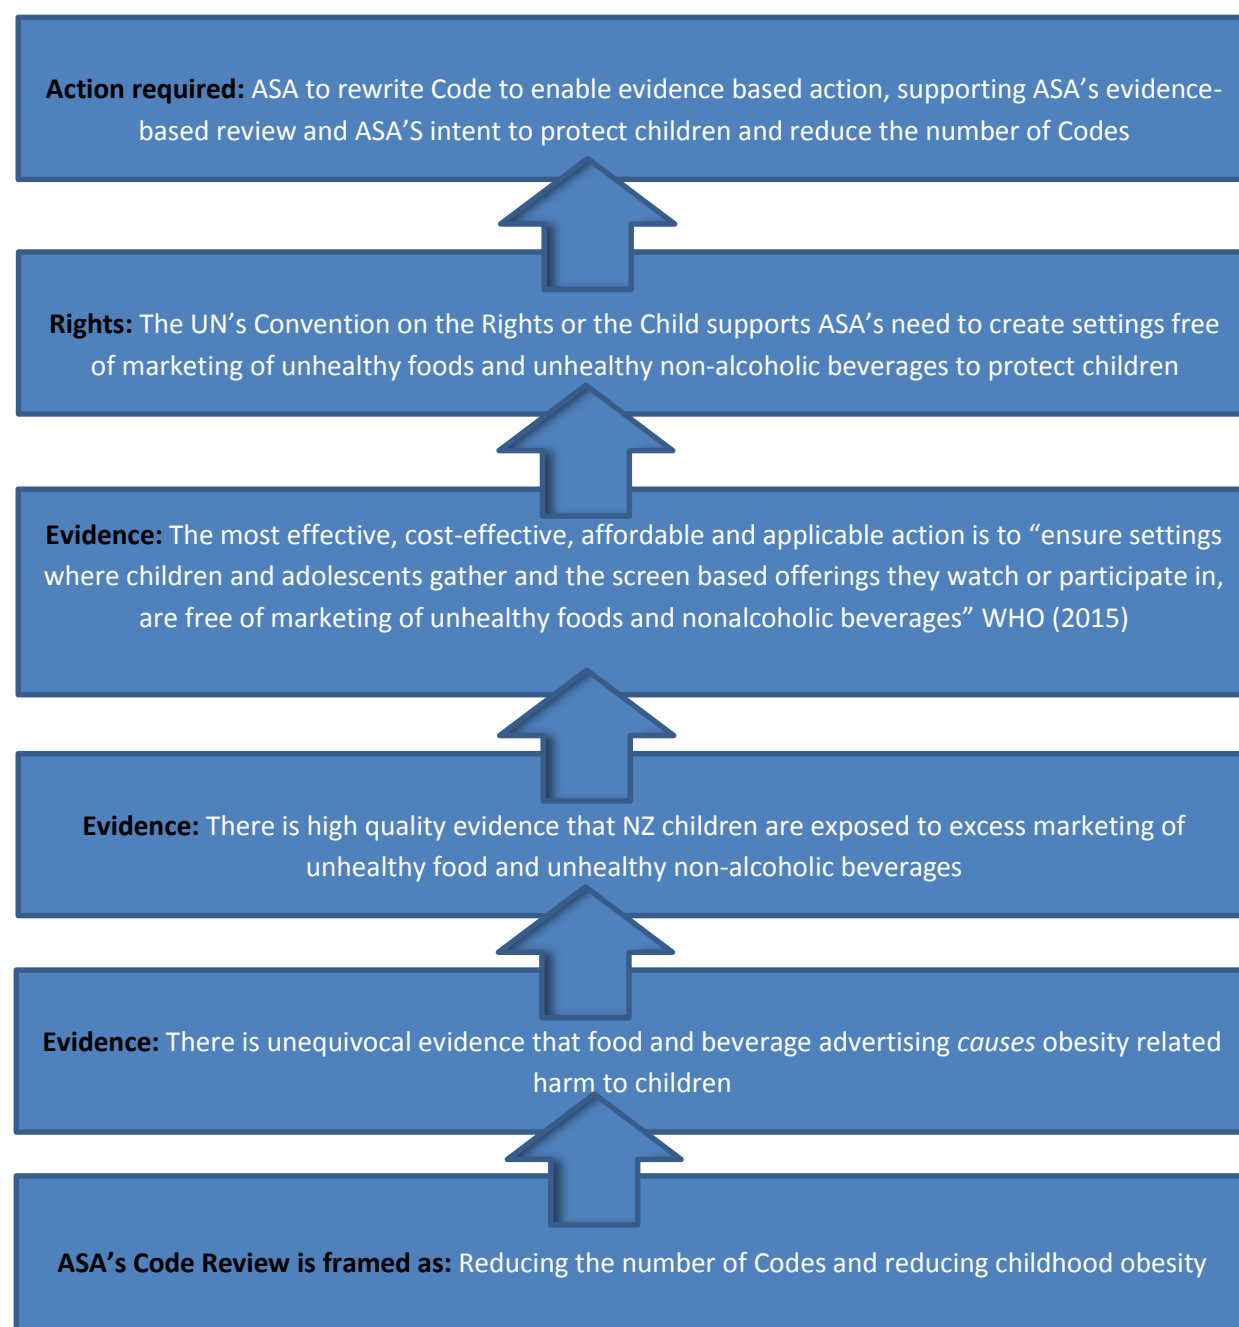 Action required: ASA to rewrite Code to enable evidence based action, supporting ASA’s evidence-
based review and ASA’S intent to protect children and reduce the number of Codes
Rights: The UN’s Convention on the Rights or the Child supports ASA’s need to create settings free
of marketing of unhealthy foods and unhealthy non-alcoholic beverages to protect children
Evidence: The most effective, cost-effective, affordable and applicable action is to “ensure settings
where children and adolescents gather and the screen based offerings they watch or participate in,
are free of marketing of unhealthy foods and nonalcoholic beverages” WHO (2015)
Evidence: There is high quality evidence that NZ children are exposed to excess marketing of
unhealthy food and unhealthy non-alcoholic beverages
Evidence: There is unequivocal evidence that food and beverage advertising causes obesity related
harm to children
ASA’s Code Review is framed as: Reducing the number of Codes and reducing childhood obesity